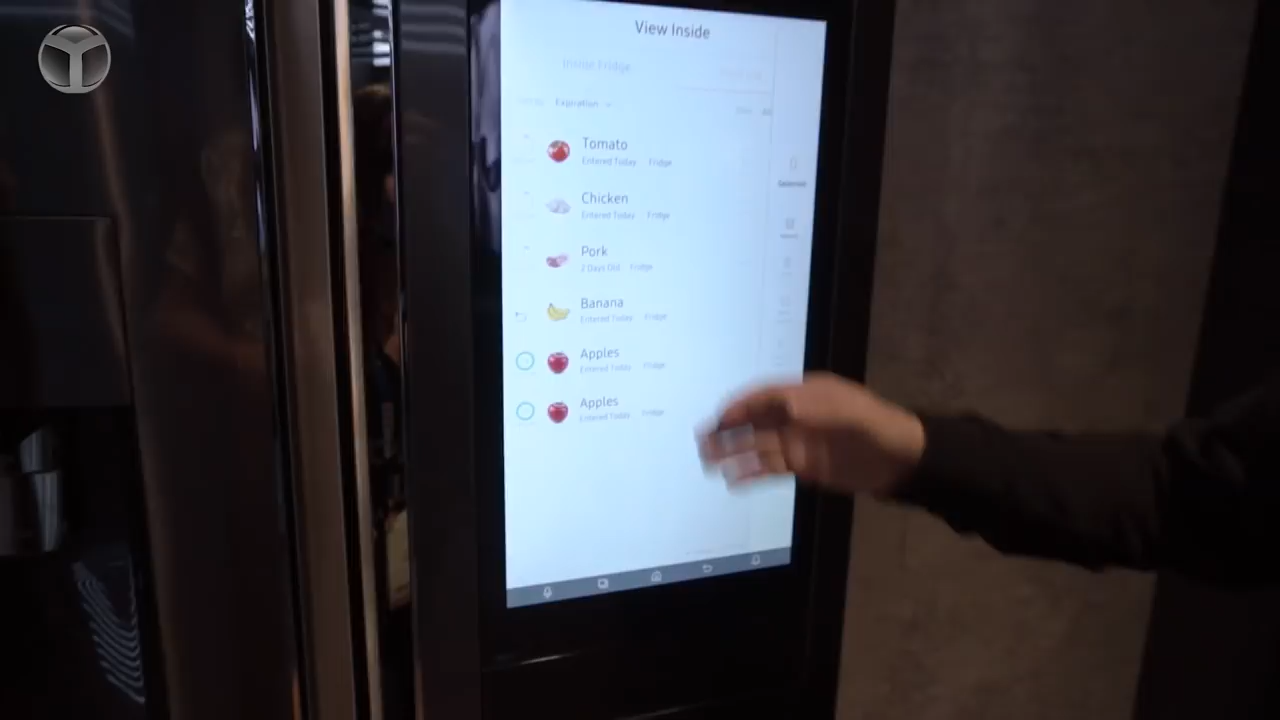 View Inside
Inside Fridge
Expiration
Tomato
Entered Today Fridge
Chicken
Entered Today Fridge
Pork
2 Days Old Fridge
Banana
Entered Today Fridge
Apples
Entered Today Fridge
Apples
Entered Today Fridge